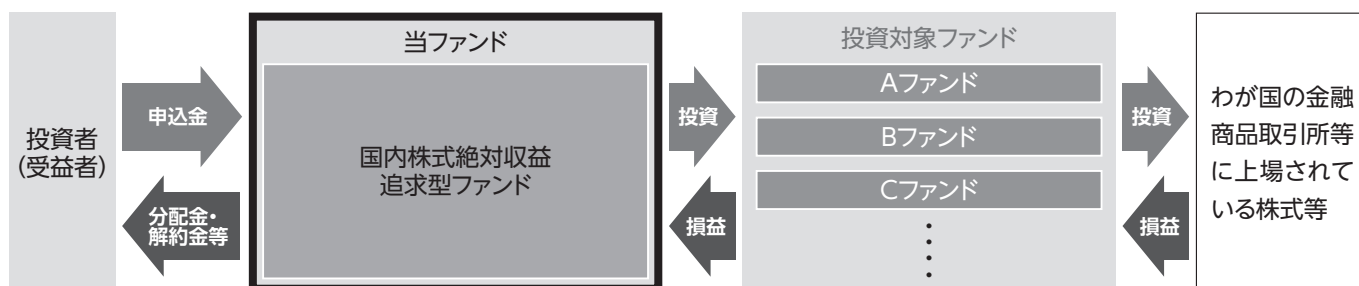 投資者
(受益者)
申込金
分配金・
解約金等
当ファンド
国内株式絶対収益
追求型ファンド
投資
損益
投資対象ファンド
Aファンド
Bファンド
Cファンド
投資
損益
わが国の金融
商品取引所等
に上場されて
いる株式等